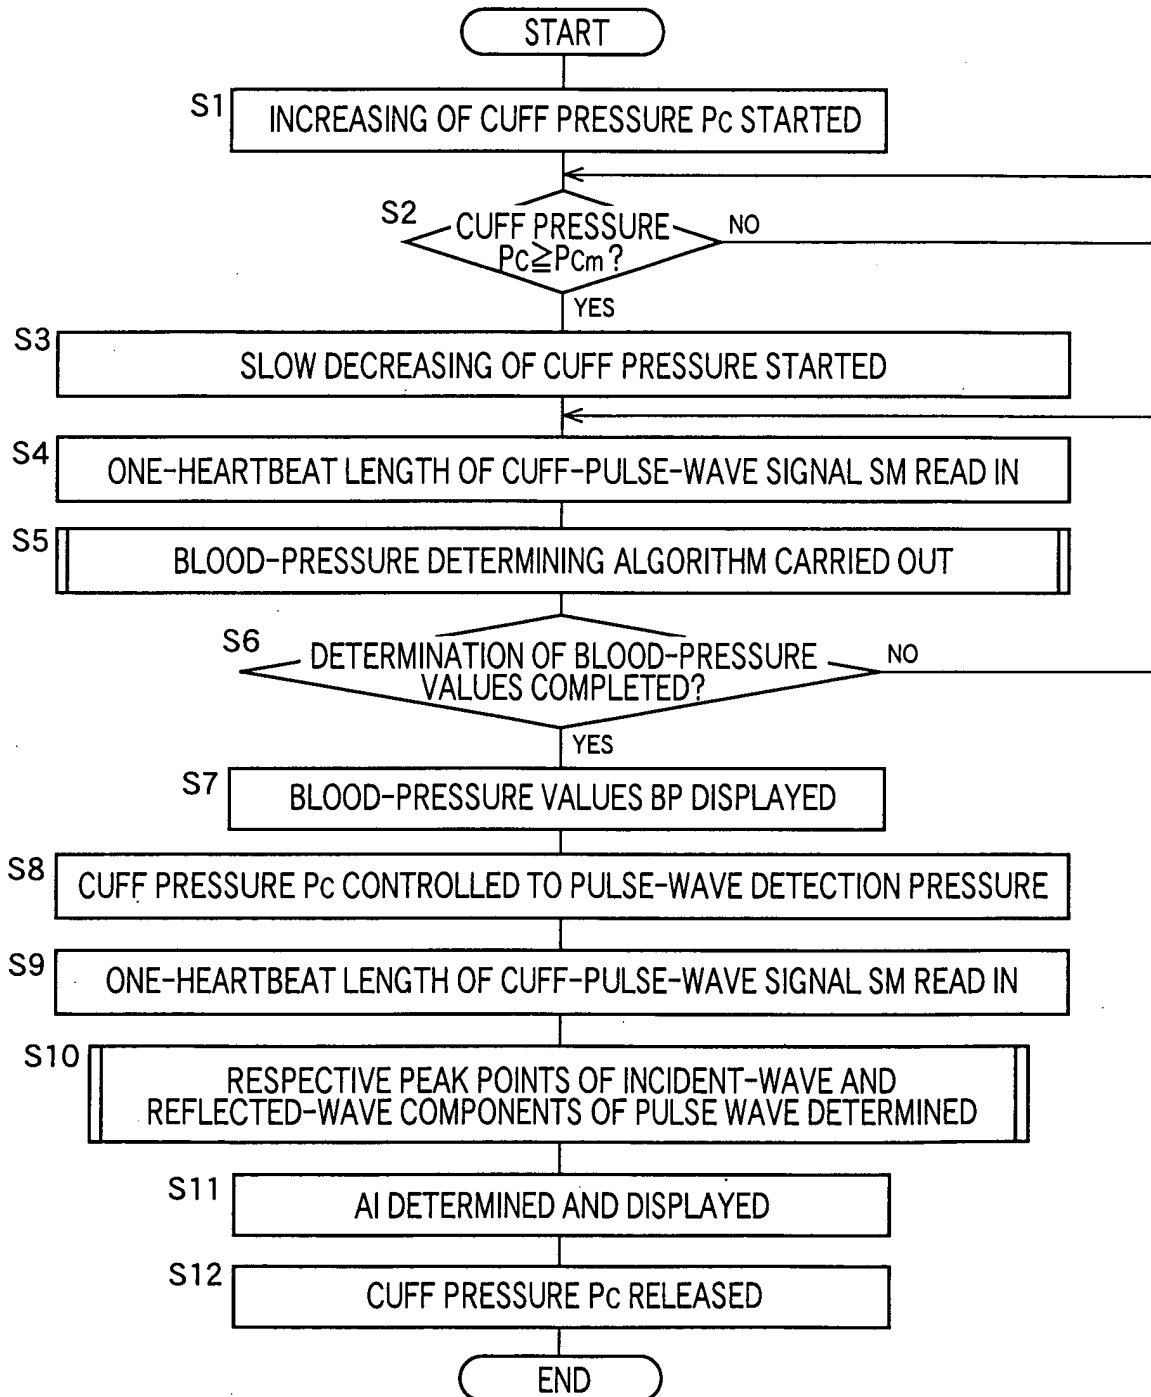 START
S1
INCREASING OF CUFF PRESSURE Pc STARTED
S2
CUFF PRESSURE
Pc≧Pcm?
NO
YES
S3
SLOW DECREASING OF CUFF PRESSURE STARTED
S4
ONE-HEARTBEAT LENGTH OF CUFF-PULSE-WAVE SIGNAL SM READ IN
S5
BLOOD-PRESSURE DETERMINING ALGORITHM CARRIED OUT
S6
DETERMINATION OF BLOOD-PRESSURE
VALUES COMPLETED?
NO
YES
S7
BLOOD-PRESSURE VALUES BP DISPLAYED
S8
CUFF PRESSURE Pc CONTROLLED TO PULSE-WAVE DETECTION PRESSURE
S9
ONE-HEARTBEAT LENGTH OF CUFF-PULSE-WAVE SIGNAL SM READ IN
S10
RESPECTIVE PEAK POINTS OF INCIDENT-WAVE AND
REFLECTED-WAVE COMPONENTS OF PULSE WAVE DETERMINED
S11
AI DETERMINED AND DISPLAYED
S12
CUFF PRESSURE Pc RELEASED
END